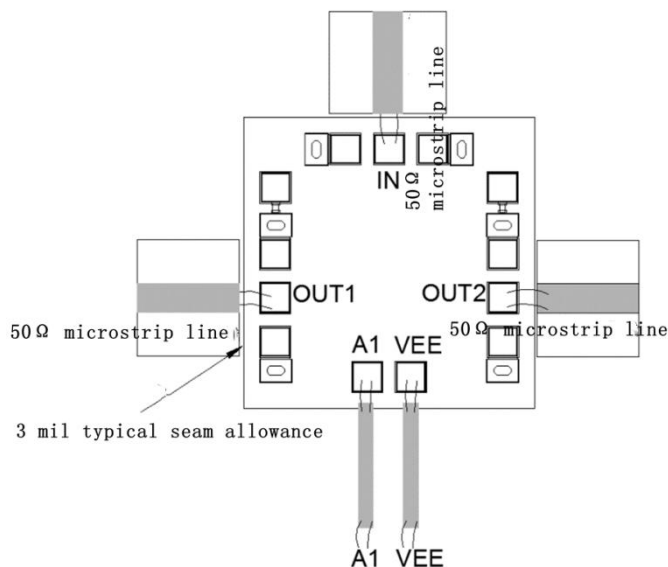 50Ω
microstrip line
IN
OUT1
OUT2
50Ω microstrip line
50Ω microstrip line
A1
VEE
3 mil typical seam allowance
A1
VEE